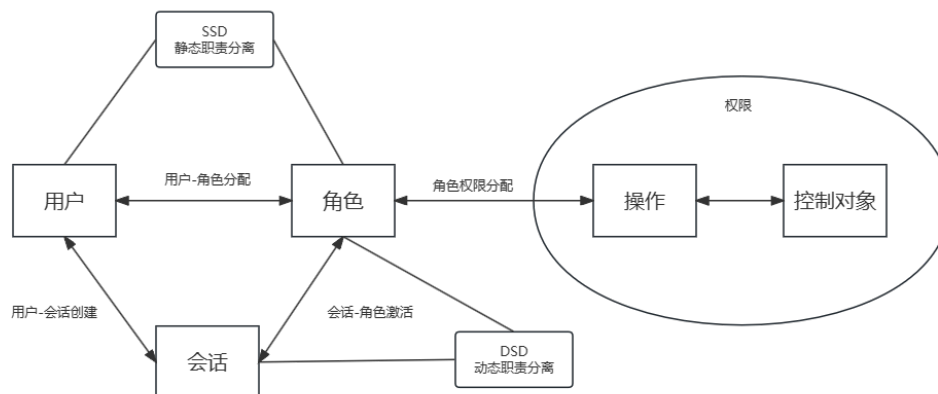 SSD
静态职责分离
权限
用户
用户-角色分配
角色
角色权限分配
操作
控制对象
用户-会话创建
会话-角色激活
会话
DSD
动态职责分离